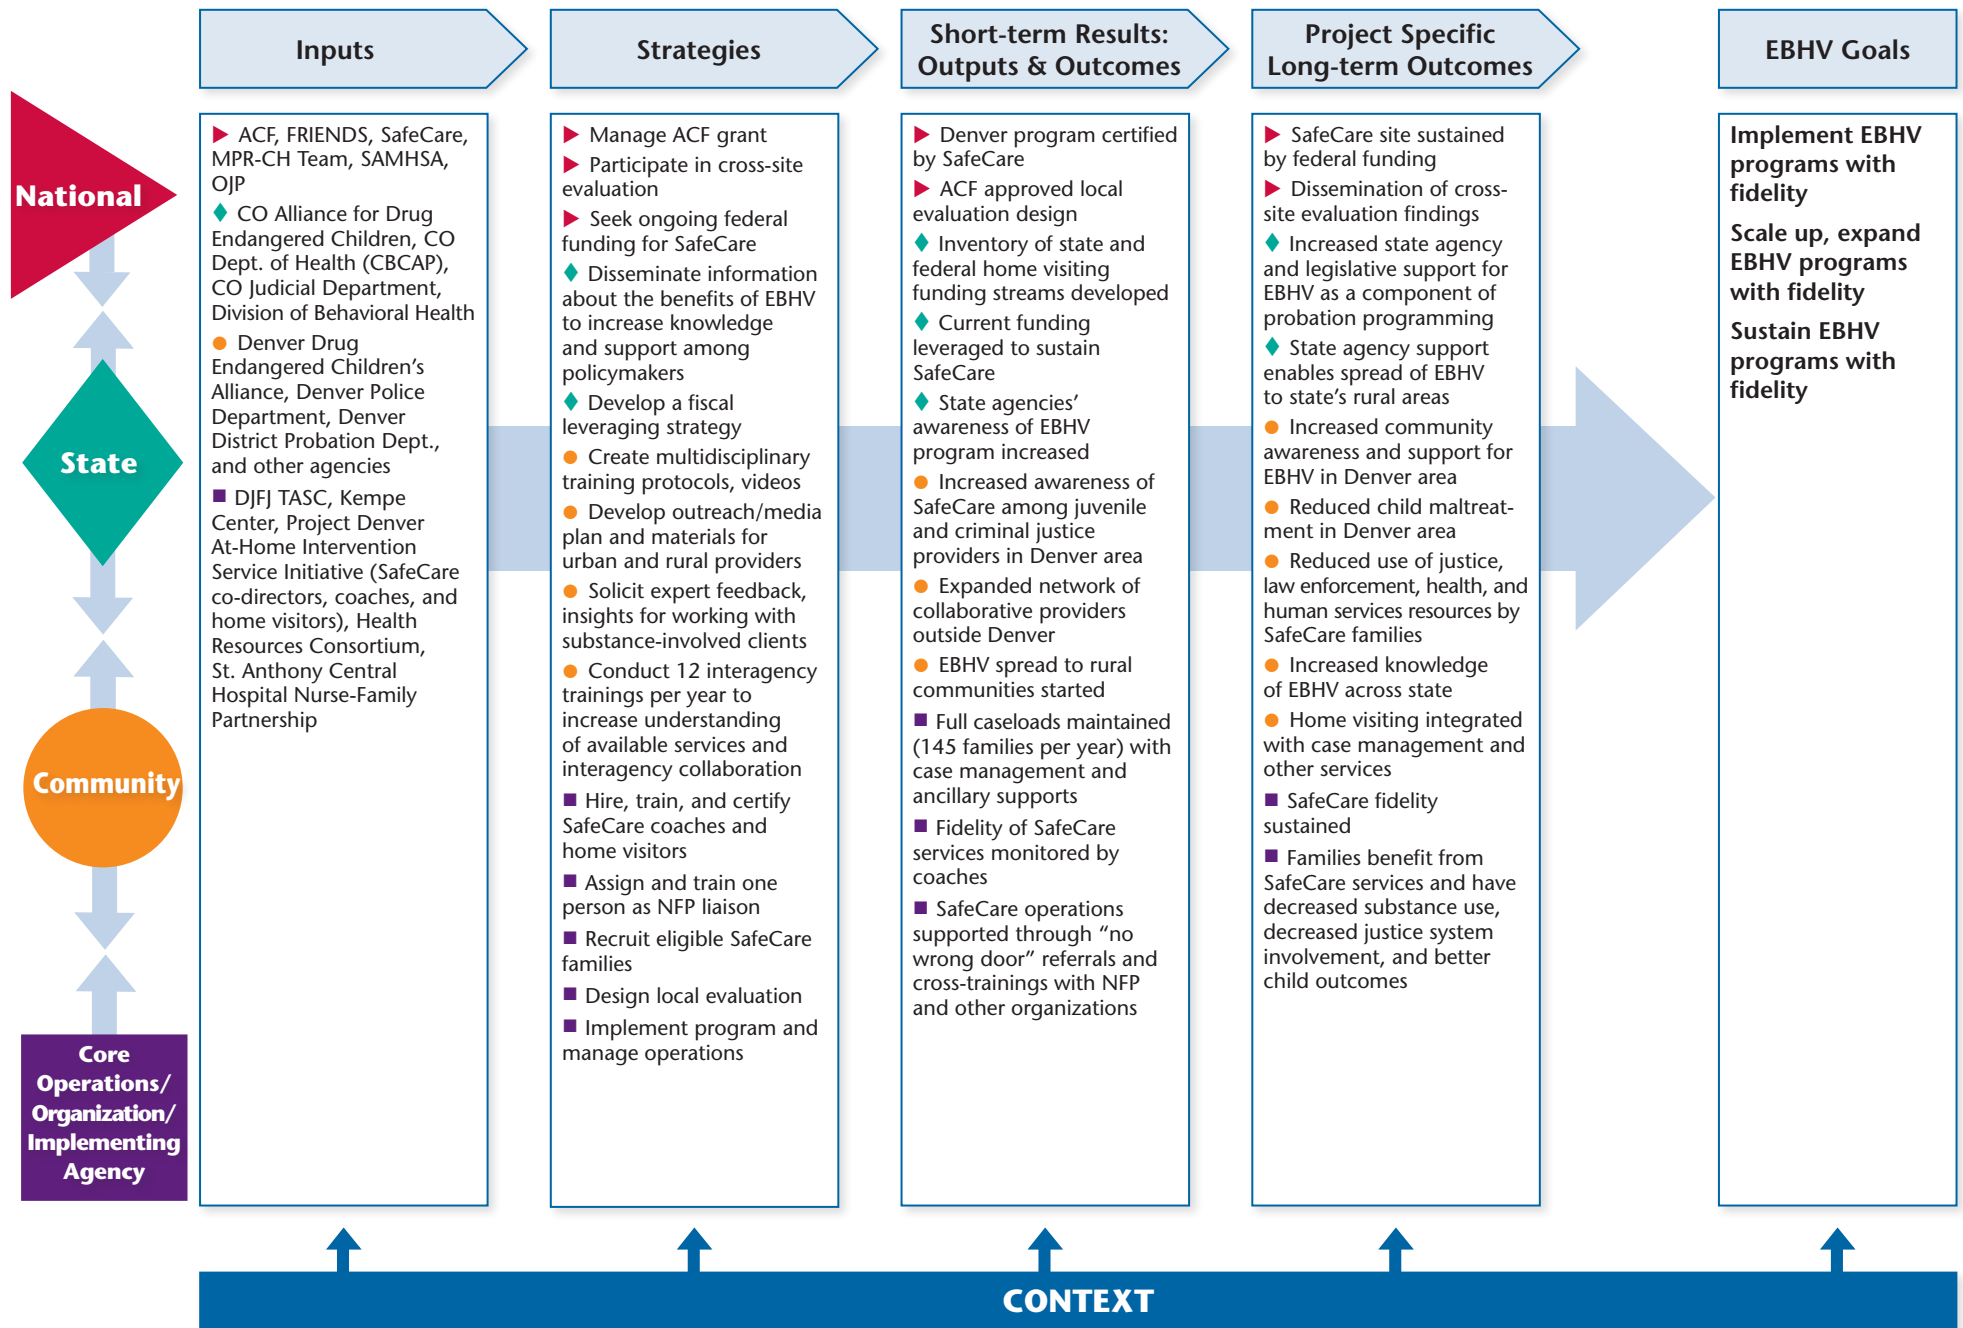 Inputs
Strategies
Short-term Results:
Outputs & Outcomes
Project Specific
Long-term Outcomes
EBHV Goals
National
State
Community
Core
Operations/
Organization/
Implementing
Agency
ACF, FRIENDS, SafeCare,
MPR-CH Team, SAMHSA,
OJP
CO Alliance for Drug
Endangered Children, CO
Dept. of Health (CBCAP),
CO Judicial Department,
Division of Behavioral Health
Denver Drug
Endangered Children’s
Alliance, Denver Police
Department, Denver
District Probation Dept.,
and other agencies
DJFJ TASC, Kempe
Center, Project Denver
At-Home Intervention
Service Initiative (SafeCare
co-directors, coaches, and
home visitors), Health
Resources Consortium,
St. Anthony Central
Hospital Nurse-Family
Partnership
Manage ACF grant
Participate in cross-site
evaluation
Seek ongoing federal
funding for SafeCare
Disseminate information
about the benefits of EBHV
to increase knowledge
and support among
policymakers
Develop a fiscal
leveraging strategy
Create multidisciplinary
training protocols, videos
Develop outreach/media
plan and materials for
urban and rural providers
Solicit expert feedback,
insights for working with
substance-involved clients
Conduct 12 interagency
trainings per year to
increase understanding
of available services and
interagency collaboration
Hire, train, and certify
SafeCare coaches and
home visitors
Assign and train one
person as NFP liaison
Recruit eligible SafeCare
families
Design local evaluation
Implement program and
manage operations
Denver program certified
by SafeCare
ACF approved local
evaluation design
Inventory of state and
federal home visiting
funding streams developed
Current funding
leveraged to sustain
SafeCare
State agencies’
awareness of EBHV
program increased
Increased awareness of
SafeCare among juvenile
and criminal justice
providers in Denver area
Expanded network of
collaborative providers
outside Denver
EBHV spread to rural
communities started
Full caseloads maintained
(145 families per year) with
case management and
ancillary supports
Fidelity of SafeCare
services monitored by
coaches
SafeCare operations
supported through “no
wrong door” referrals and
cross-trainings with NFP
and other organizations
SafeCare site sustained
by federal funding
Dissemination of cross-
site evaluation findings
Increased state agency
and legislative support for
EBHV as a component of
probation programming
State agency support
enables spread of EBHV
to state’s rural areas
Increased community
awareness and support for
EBHV in Denver area
Reduced child maltreat-
ment in Denver area
Reduced use of justice,
law enforcement, health, and
human services resources by
SafeCare families
Increased knowledge
of EBHV across state
Home visiting integrated
with case management and
other services
SafeCare fidelity
sustained
Families benefit from
SafeCare services and have
decreased substance use,
decreased justice system
involvement, and better
child outcomes
Implement EBHV
programs with
fidelity
Scale up, expand
EBHV programs
with fidelity
Sustain EBHV
programs with
fidelity
CONTEXT